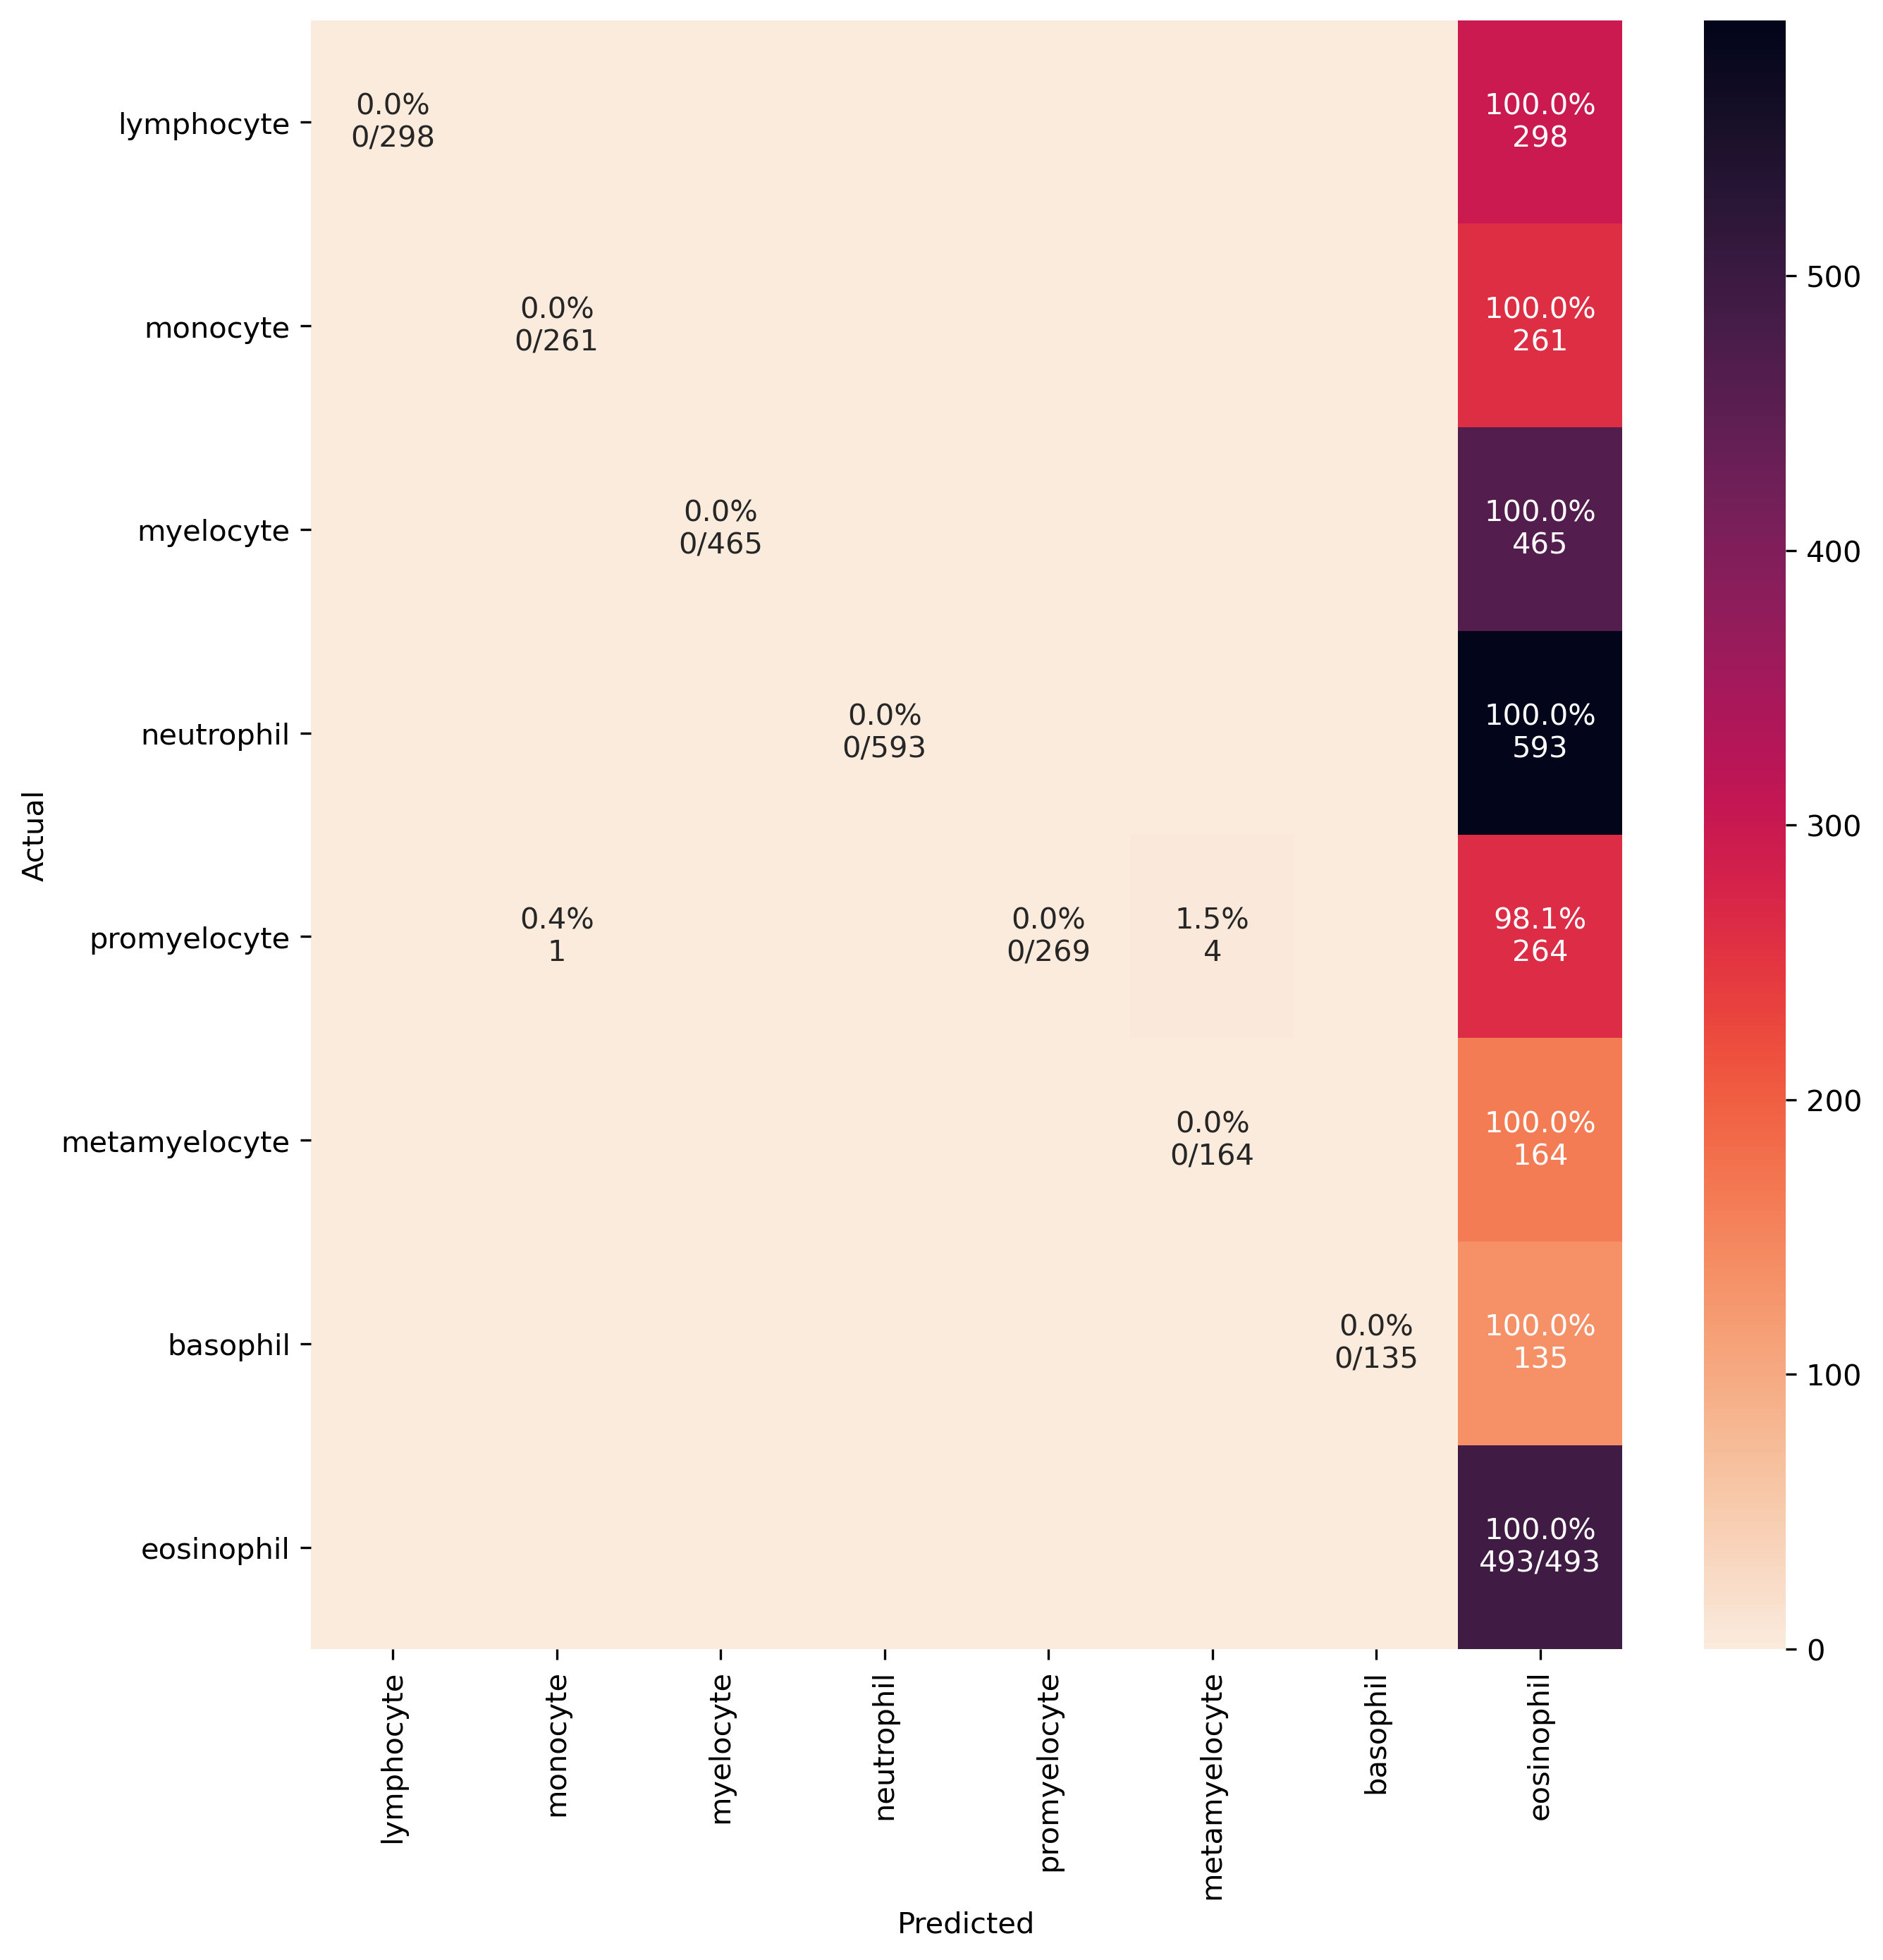 lymphocyte
0.0%
0/298
100.0%
298
monocyte
0.0%
0/261
100.0%
261
myelocyte
0.0%
0/465
100.0%
465
neutrophil
0.0%
0/593
100.0%
593
promyelocyte
0.4%
1
0.0%
0/269
1.5%
4
98.1%
264
metamyelocyte
0.0%
0/164
100.0%
164
basophil
0.0%
0/135
100.0%
135
eosinophil
100.0%
493/493
Actual
lymphocyte
monocyte
myelocyte
neutrophil
promyelocyte
metamyelocyte
basophil
eosinophil
Predicted
500
400
300
200
100
0